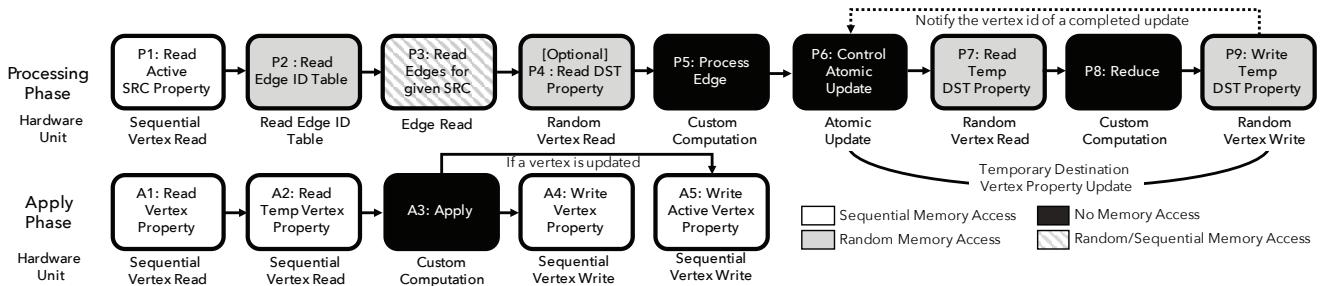 Notify the vertex id of a completed update
Processing
Phase
P1: Read
Active
SRC Property
P2 : Read
Edge ID Table
P3: Read
Edges for
given SRC
[Optional]
P4 : Read DST
Property
P5: Process
Edge
P6: Control
Atomic
Update
P7: Read
Temp
DST Property
P8: Reduce
P9: Write
Temp
DST Property
Hardware
Unit
Sequential
Vertex Read
Read Edge ID
Table
Edge Read
Random
Vertex Read
Custom
Computation
Atomic
Update
Random
Vertex Read
Custom
Computation
Random
Vertex Write
If a vertex is updated
Temporary Destination
Vertex Property Update
Apply
Phase
A1: Read
Vertex
Property
A2: Read
Temp Vertex
Property
A3: Apply
A4: Write
Vertex
Property
A5: Write
Active Vertex
Property
Hardware
Unit
Sequential
Vertex Read
Sequential
Vertex Read
Custom
Computation
Sequential
Vertex Write
Sequential
Vertex Write
Sequential Memory Access
No Memory Access
Random Memory Access
Random/Sequential Memory Access